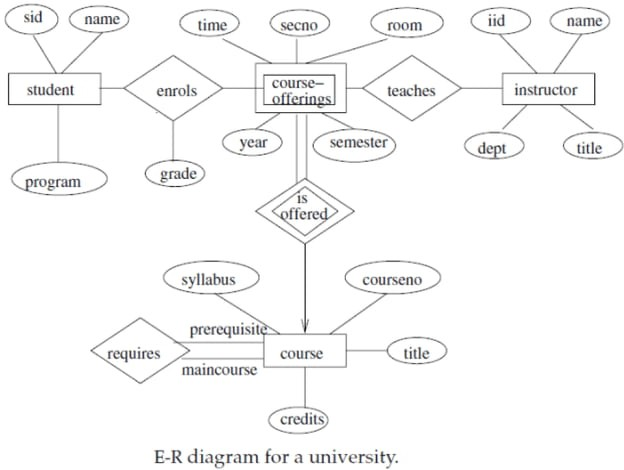 sid
name
time
secno
room
iid
name
student
enrols
course–
offerings
teaches
instructor
program
grade
year
semester
dept
title
is
offered
syllabus
courseno
prerequisite
requires
maincourse
course
title
credits
E-R diagram for a university.